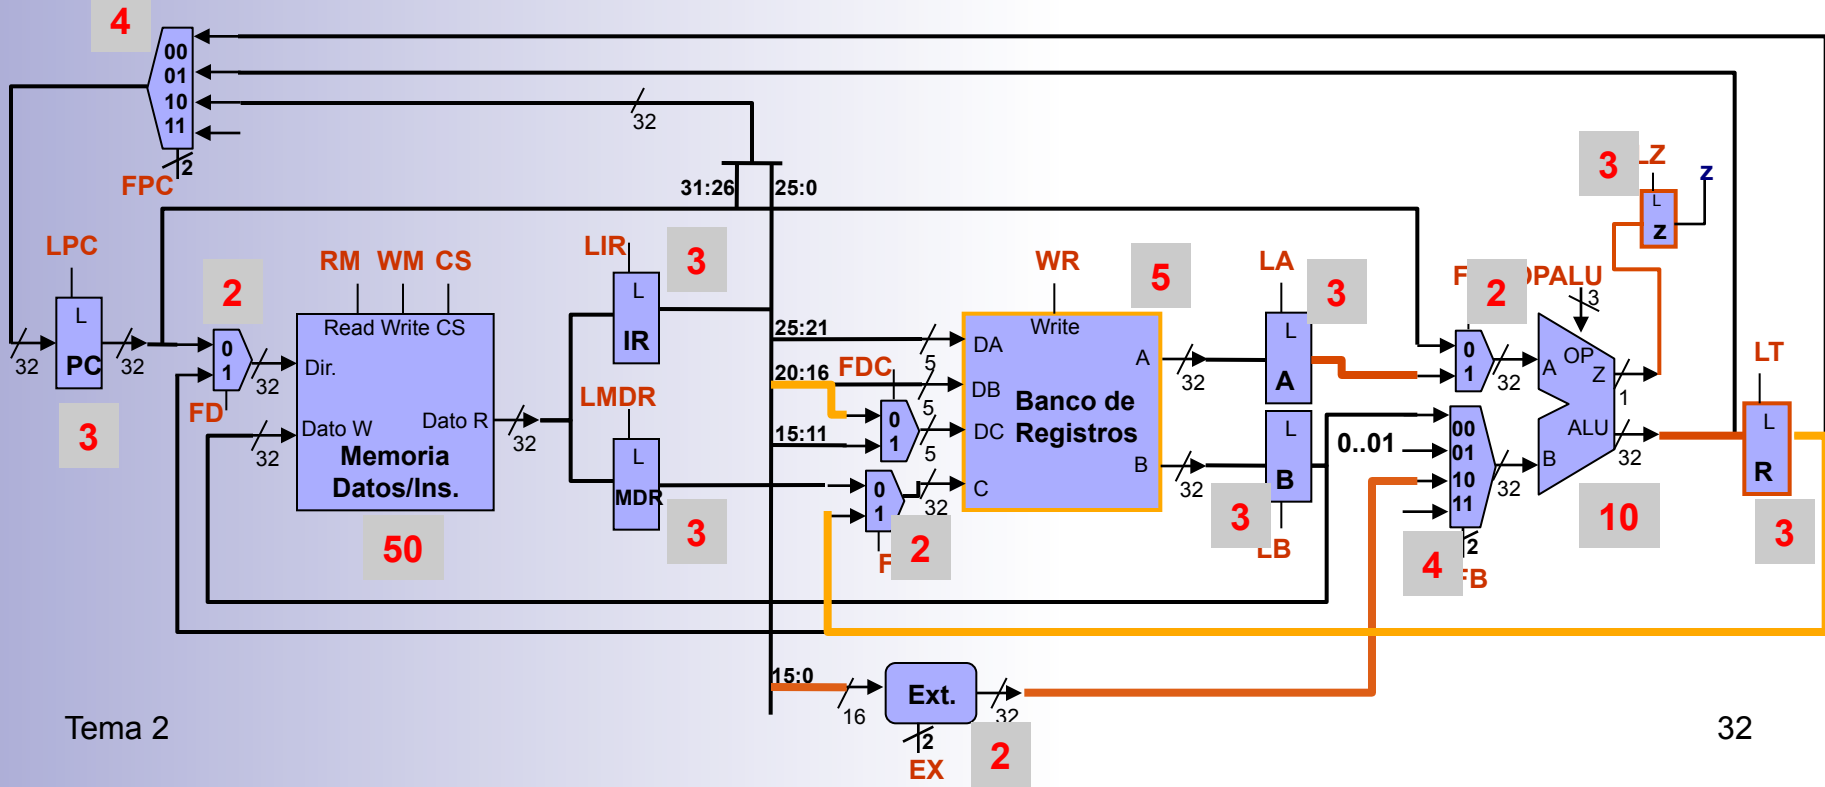 4
00
01
10
11
2
FPC
32
31:26
25:0
3
LZ
z
L
z
LPC
L
PC
32
32
3
2
0
1
32
FD
RM WM CS
Read Write CS
Dir.
Dato W
32
Dato R
32
Memoria
Datos/Ins.
50
LIR
3
L
IR
LMDR
L
MDR
3
25:21
5
20:16
5
FDC
0
1
5
15:11
0
1
32
F
2
WR
5
Write
DA
DB
DC
C
A
32
B
32
Banco de
Registros
LA
3
L
A
L
B
3
LB
F
2
OPALU
3
0
1
32
0..01
00
01
10
11
32
2
4
FB
A
OP
Z
1
ALU
32
B
10
LT
L
R
3
15:0
16
Ext.
32
2
EX
2
Tema 2
32